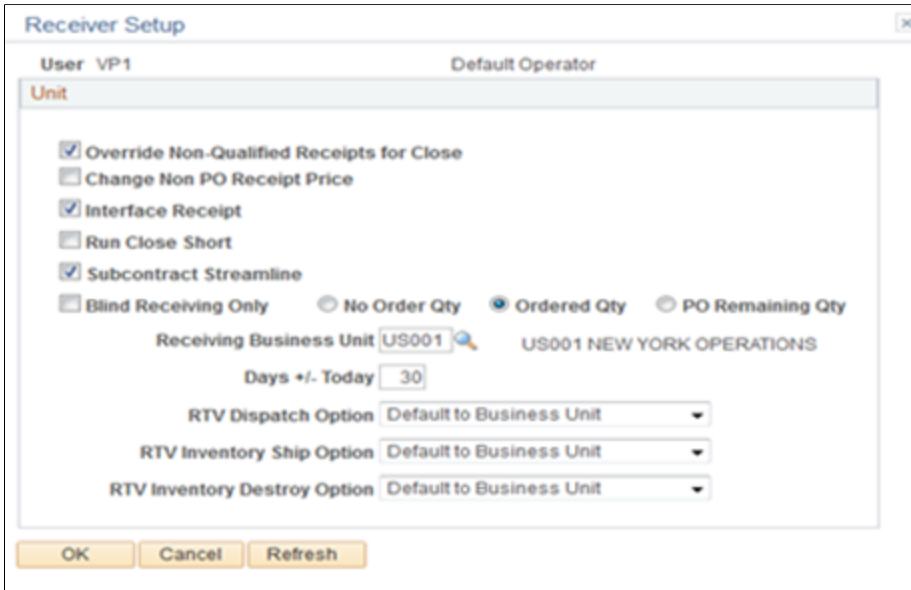 Receiver Setup
User VP1 Default Operator
Unit
Override Non-Qualified Receipts for Close
Change Non PO Receipt Price
Interface Receipt
Run Close Short
Subcontract Streamline
Blind Receiving Only No Order Qty Ordered Qty PO Remaining Qty
Receiving Business Unit US001 US001 NEW YORK OPERATIONS
Days +/- Today 30
RTV Dispatch Option Default to Business Unit
RTV Inventory Ship Option Default to Business Unit
RTV Inventory Destroy Option Default to Business Unit
OK Cancel Refresh